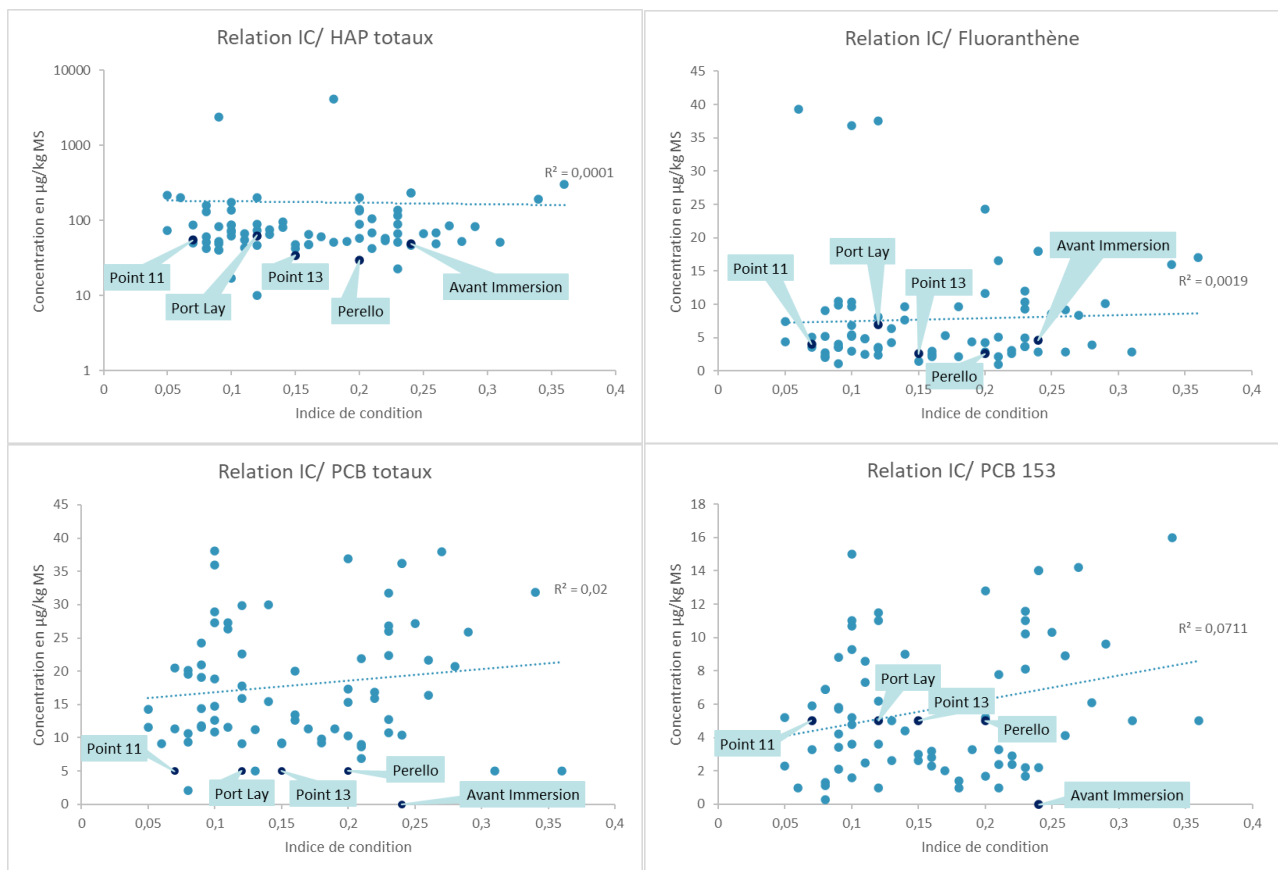 Relation IC/ HAP totaux
Concentration en µg/kg MS
10000
1000
100
10
1
R² = 0,0001
Point 11
Port Lay
Point 13
Perello
Avant Immersion
0 0,05 0,1 0,15 0,2 0,25 0,3 0,35 0,4
Indice de condition
Relation IC/ Fluoranthène
Concentration en µg/kg MS
45
40
35
30
25
20
15
10
5
0
Point 11
Port Lay
Point 13
Avant Immersion
R² = 0,0019
Perello
0 0,05 0,1 0,15 0,2 0,25 0,3 0,35 0,4
Indice de condition
Relation IC/ PCB totaux
Concentration en µg/kg MS
45
40
35
30
25
20
15
10
5
0
R² = 0,02
Point 11
Port Lay
Point 13
Perello
Avant Immersion
0 0,05 0,1 0,15 0,2 0,25 0,3 0,35 0,4
Indice de condition
Relation IC/ PCB 153
Concentration en µg/kg MS
18
16
14
12
10
8
6
4
2
0
R² = 0,0711
Point 11
Port Lay
Point 13
Perello
Avant Immersion
0 0,05 0,1 0,15 0,2 0,25 0,3 0,35 0,4
Indice de condition